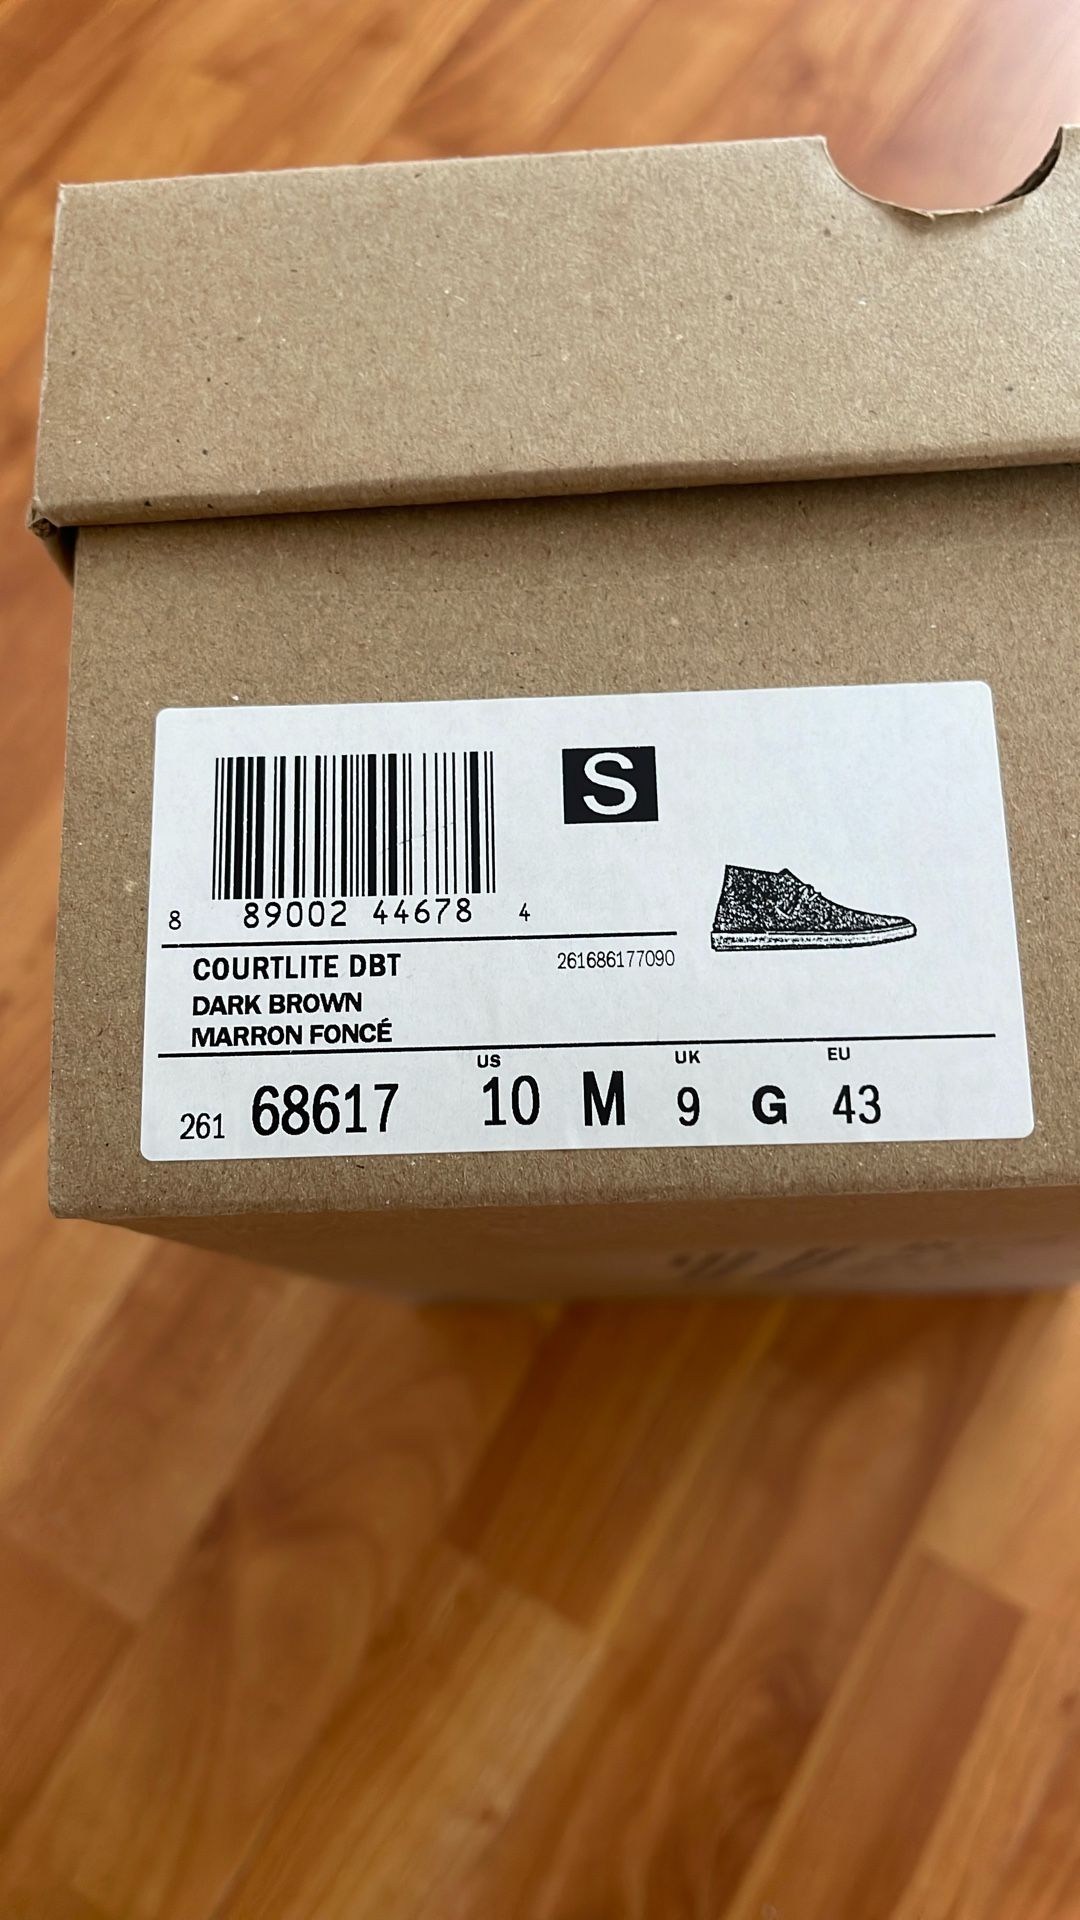 S
8 89002 44678 4
COURTLITE DBT 261686177090
DARK BROWN
MARRON FONCÉ
US UK EU
261 68617 10 M 9 G 43